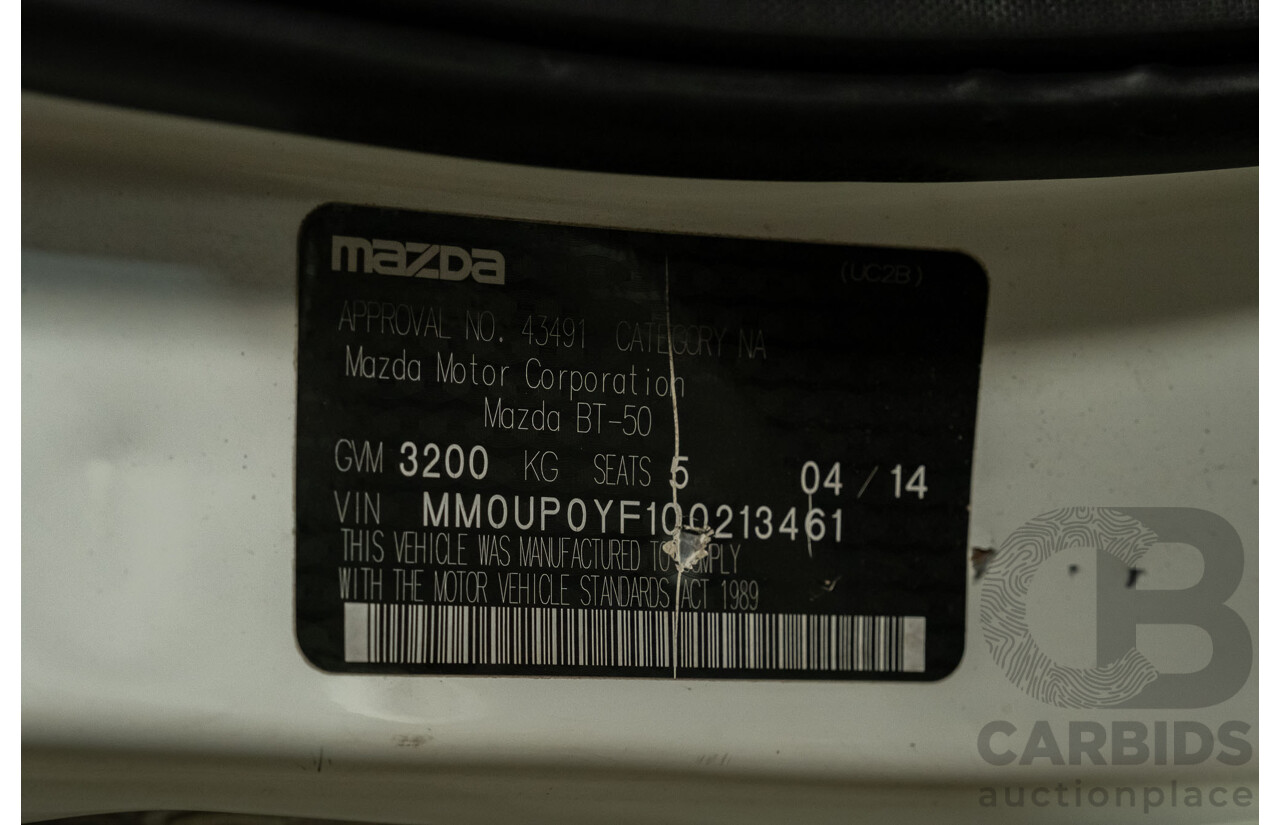 mazda (UC2B)
APPROVAL NO. 43491 CATEGORY NA
Mazda Motor Corporation
Mazda BT-50
GVM 3200 KG SEATS 5 04 / 14
VIN MM0UP0YF100213461
THIS VEHICLE WAS MANUFACTURED TO COMPLY
WITH THE MOTOR VEHICLE STANDARDS ACT 1989
CB
CARBIDS
auctionplace